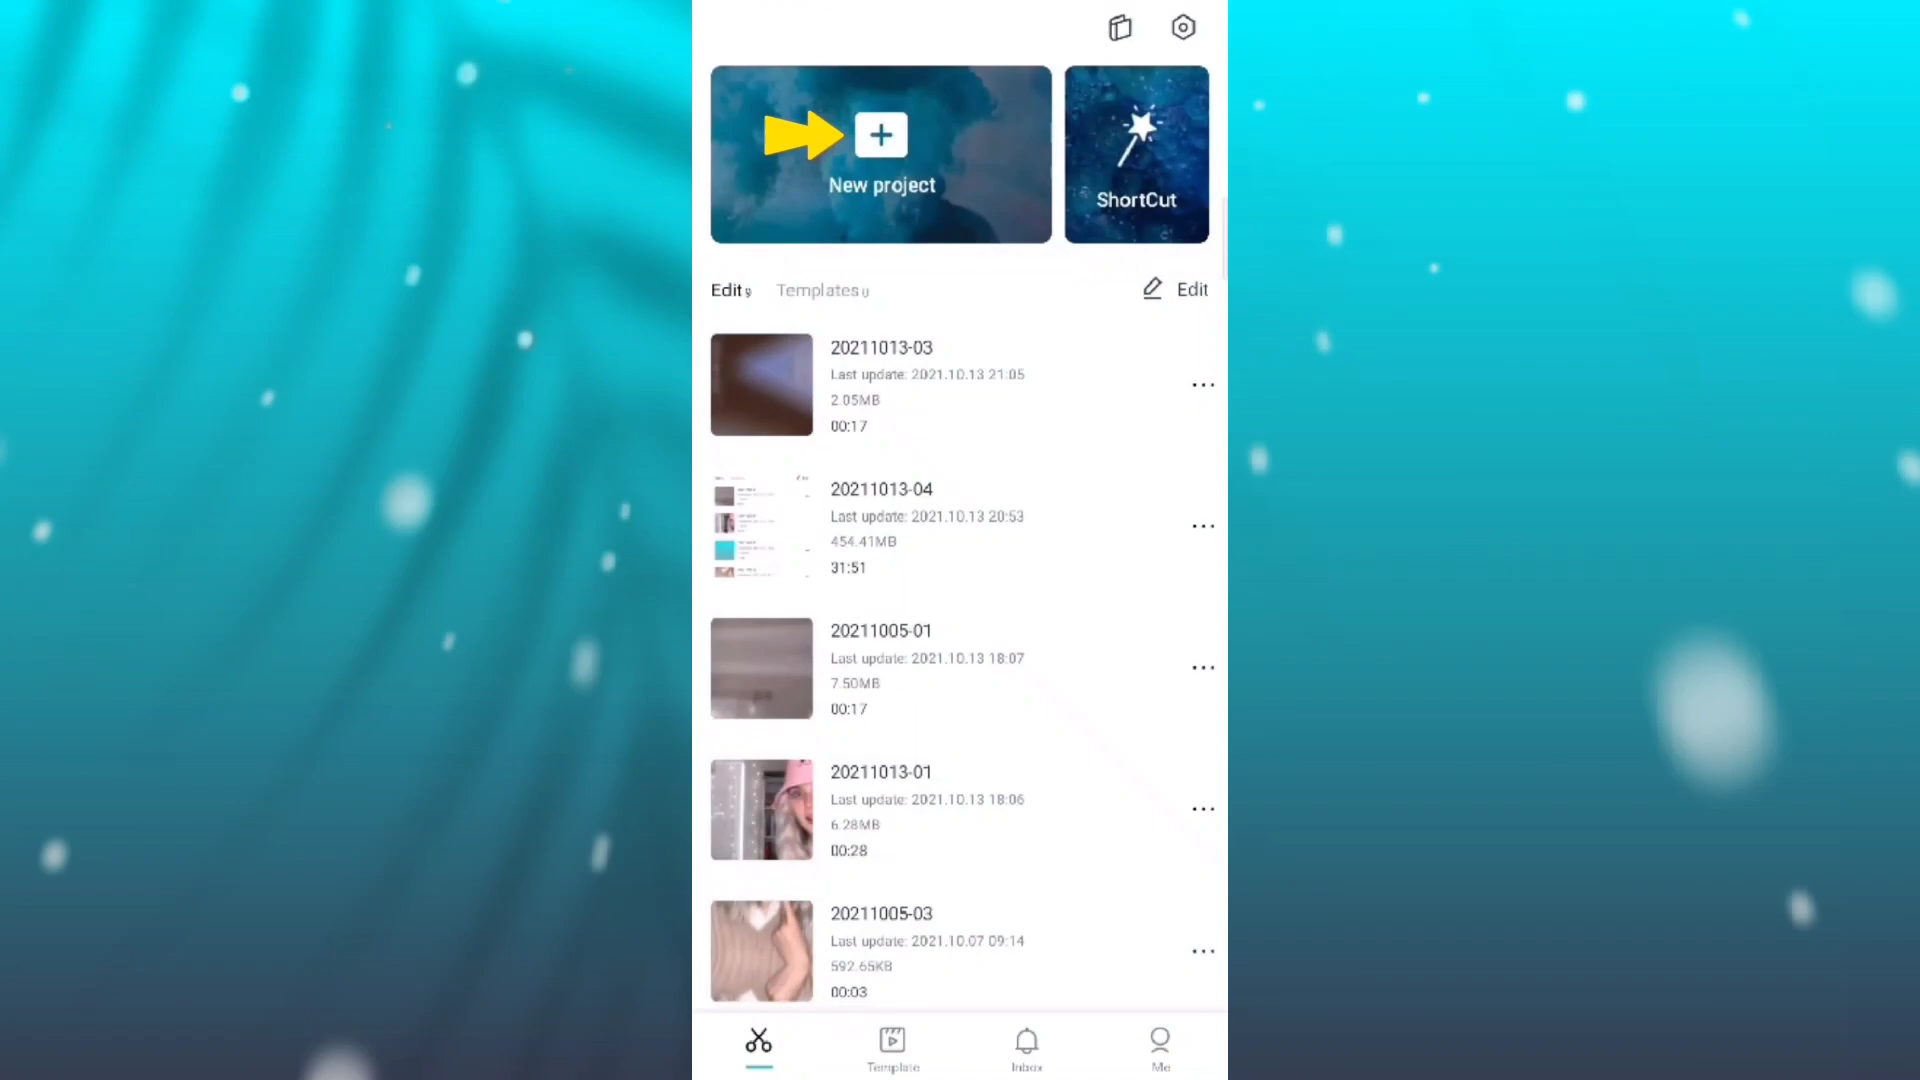 New project
ShortCut
Edit 9
Templates 0
Edit
20211013-03
Last update: 2021.10.13 21:05
2.05MB
00:17
20211013-04
Last update: 2021.10.13 20:53
454.41MB
31:51
20211005-01
Last update: 2021.10.13 18:07
7.50MB
00:17
20211013-01
Last update: 2021.10.13 18:06
6.28MB
00:28
20211005-03
Last update: 2021.10.07 09:14
592.65KB
00:03
Template
Inbox
Me